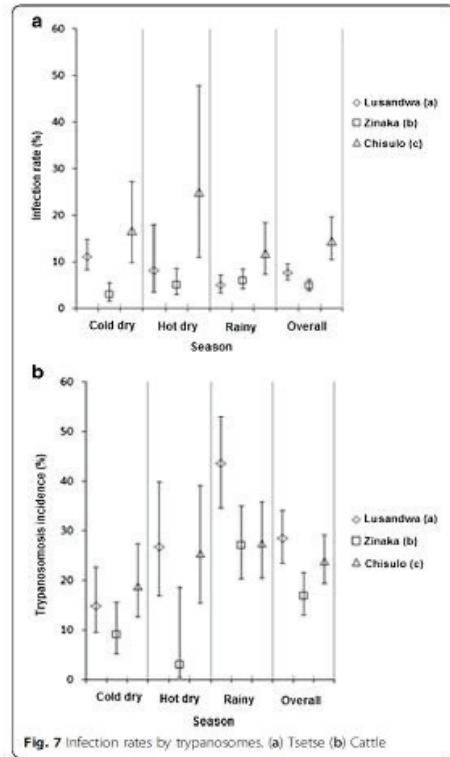 a
60
50
40
30
20
10
0
Infection rate (%)
Lusandwa (a)
Zinaka (b)
Chisulo (c)
Cold dry Hot dry Rainy Overall
Season
b
60
50
40
30
20
10
0
Trypanosomosis incidence (%)
Lusandwa (a)
Zinaka (b)
Chisulo (c)
Cold dry Hot dry Rainy Overall
Season
Fig. 7 Infection rates by trypanosomes. (a) Tsetse (b) Cattle